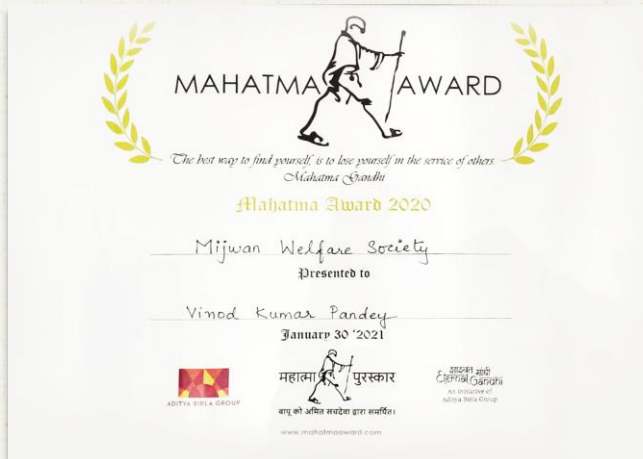 MAHATMA AWARD
The best way to find yourself, is to lose yourself in the service of others
Mahatma Gandhi
Mahatma Award 2020
Mijwan Welfare Society
Presented to
Vinod Kumar Pandey
January 30 '2021
ADITYA BIRLA GROUP
महात्मा पुरस्कार
बापू को अमित सचदेवा द्वारा समर्पित।
www.mahatmaaward.com
शाश्वत गांधी
Eternal Gandhi
An Initiative of
Aditya Birla Group